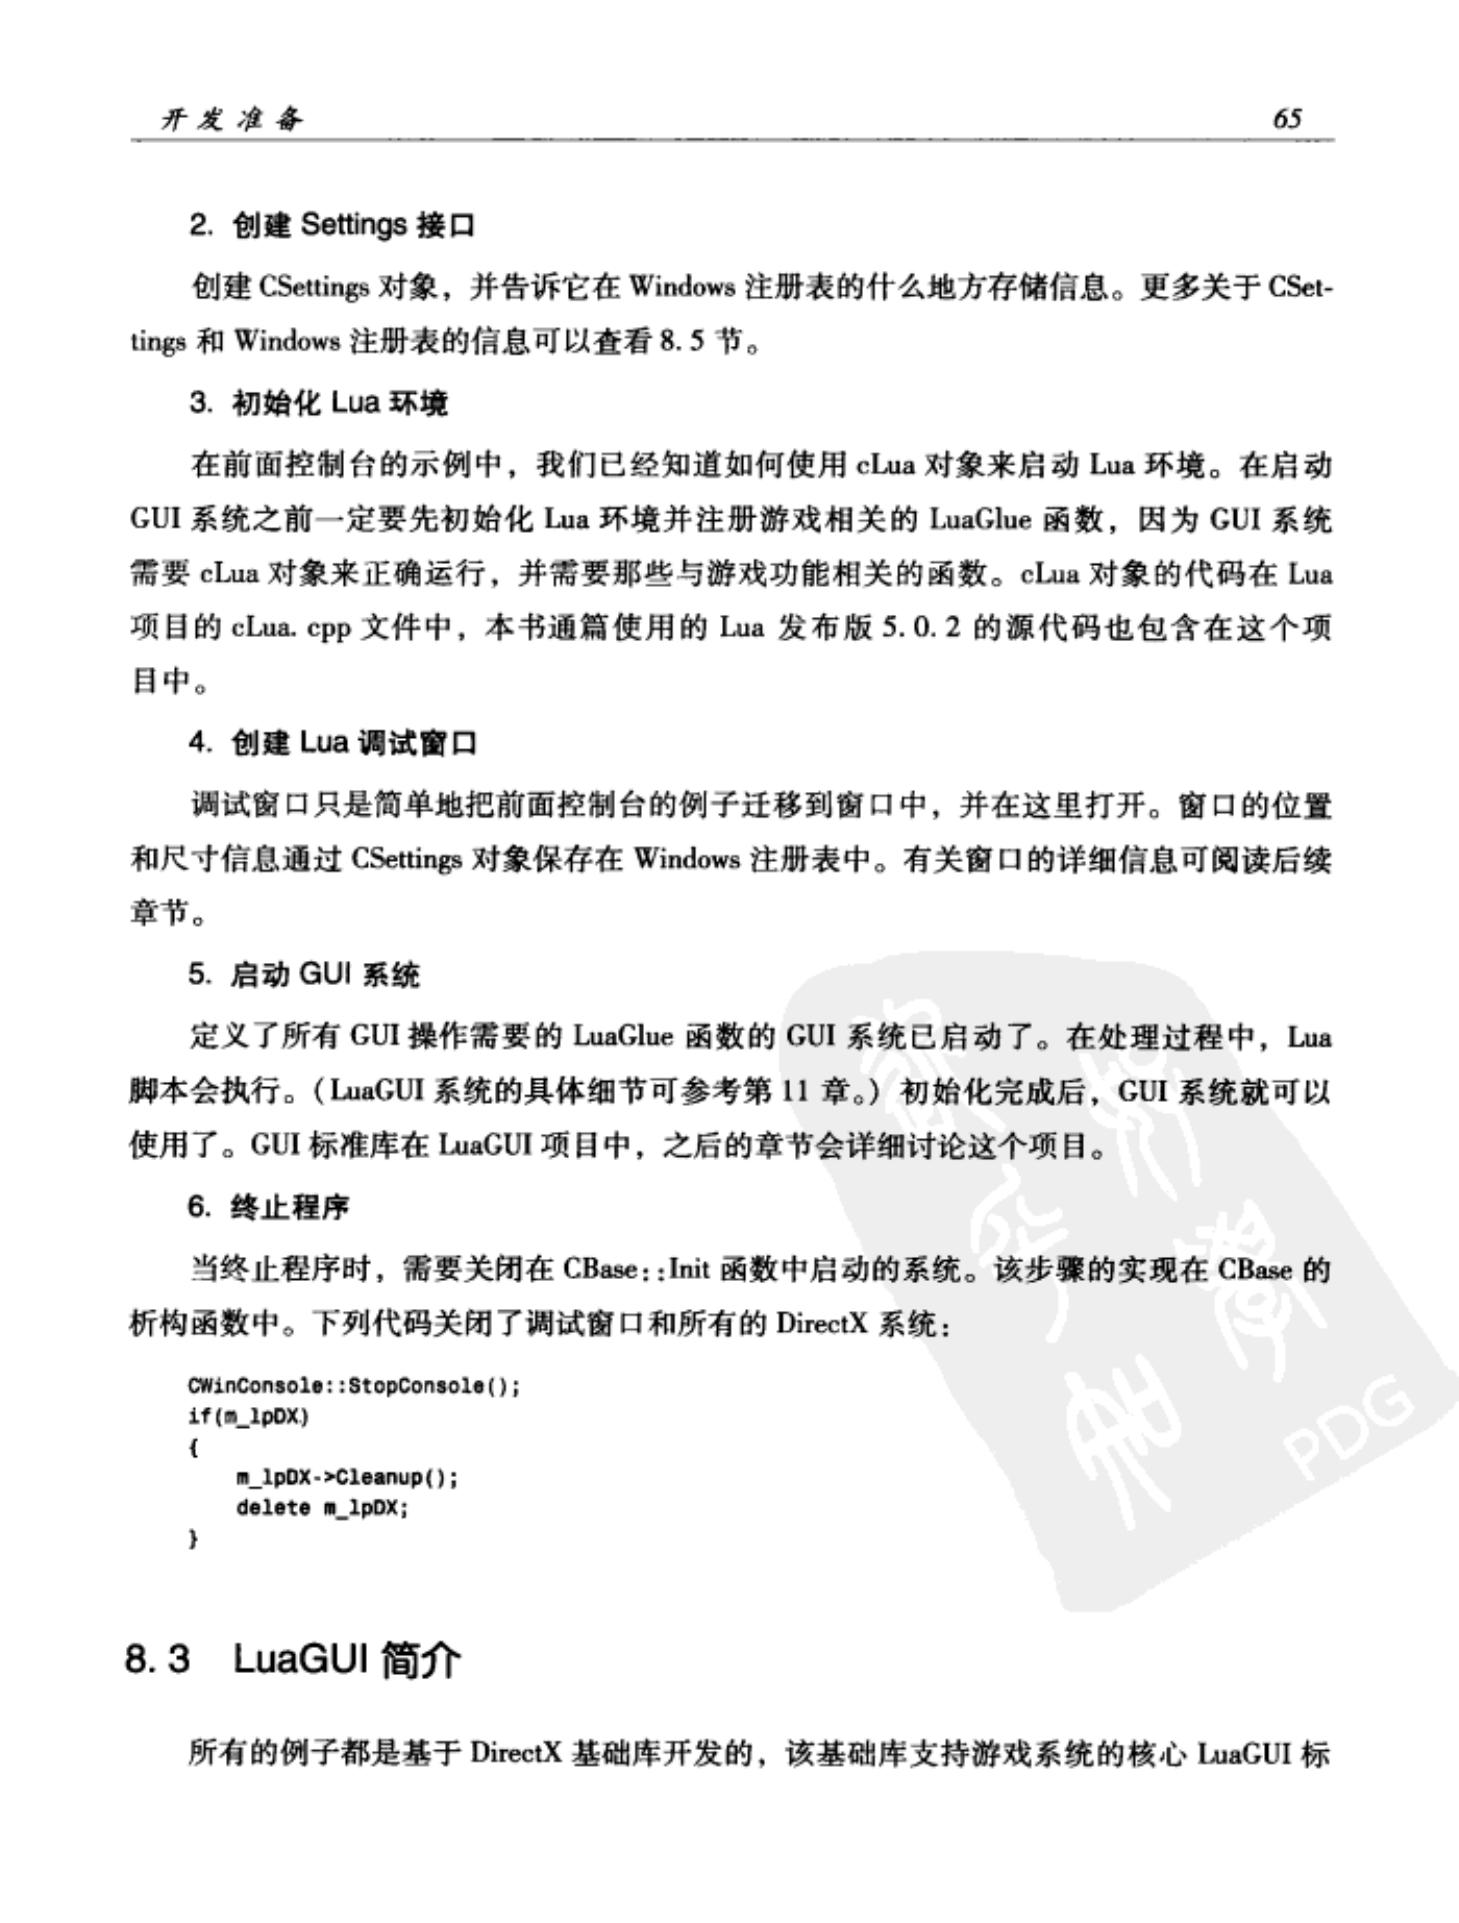 开发准备 65
2. 创建 Settings 接口
创建 CSettings 对象，并告诉它在 Windows 注册表的什么地方存储信息。更多关于 CSet-
tings 和 Windows 注册表的信息可以查看 8.5 节。
3. 初始化 Lua 环境
在前面控制台的示例中，我们已经知道如何使用 cLua 对象来启动 Lua 环境。在启动
GUI 系统之前一定要先初始化 Lua 环境并注册游戏相关的 LuaGlue 函数，因为 GUI 系统
需要 cLua 对象来正确运行，并需要那些与游戏功能相关的函数。cLua 对象的代码在 Lua
项目的 cLua.cpp 文件中，本书通篇使用的 Lua 发布版 5.0.2 的源代码也包含在这个项
目中。
4. 创建 Lua 调试窗口
调试窗口只是简单地把前面控制台的例子迁移到窗口中，并在这里打开。窗口的位置
和尺寸信息通过 CSettings 对象保存在 Windows 注册表中。有关窗口的详细信息可阅读后续
章节。
5. 启动 GUI 系统
定义了所有 GUI 操作需要的 LuaGlue 函数的 GUI 系统已启动了。在处理过程中，Lua
脚本会执行。（LuaGUI 系统的具体细节可参考第 11 章。）初始化完成后，GUI 系统就可以
使用了。GUI 标准库在 LuaGUI 项目中，之后的章节会详细讨论这个项目。
6. 终止程序
当终止程序时，需要关闭在 CBase::Init 函数中启动的系统。该步骤的实现在 CBase 的
析构函数中。下列代码关闭了调试窗口和所有的 DirectX 系统：
CWinConsole::StopConsole();
if(m_lpDX)
{
    m_lpDX->Cleanup();
    delete m_lpDX;
}
PDG
8.3 LuaGUI 简介
所有的例子都是基于 DirectX 基础库开发的，该基础库支持游戏系统的核心 LuaGUI 标